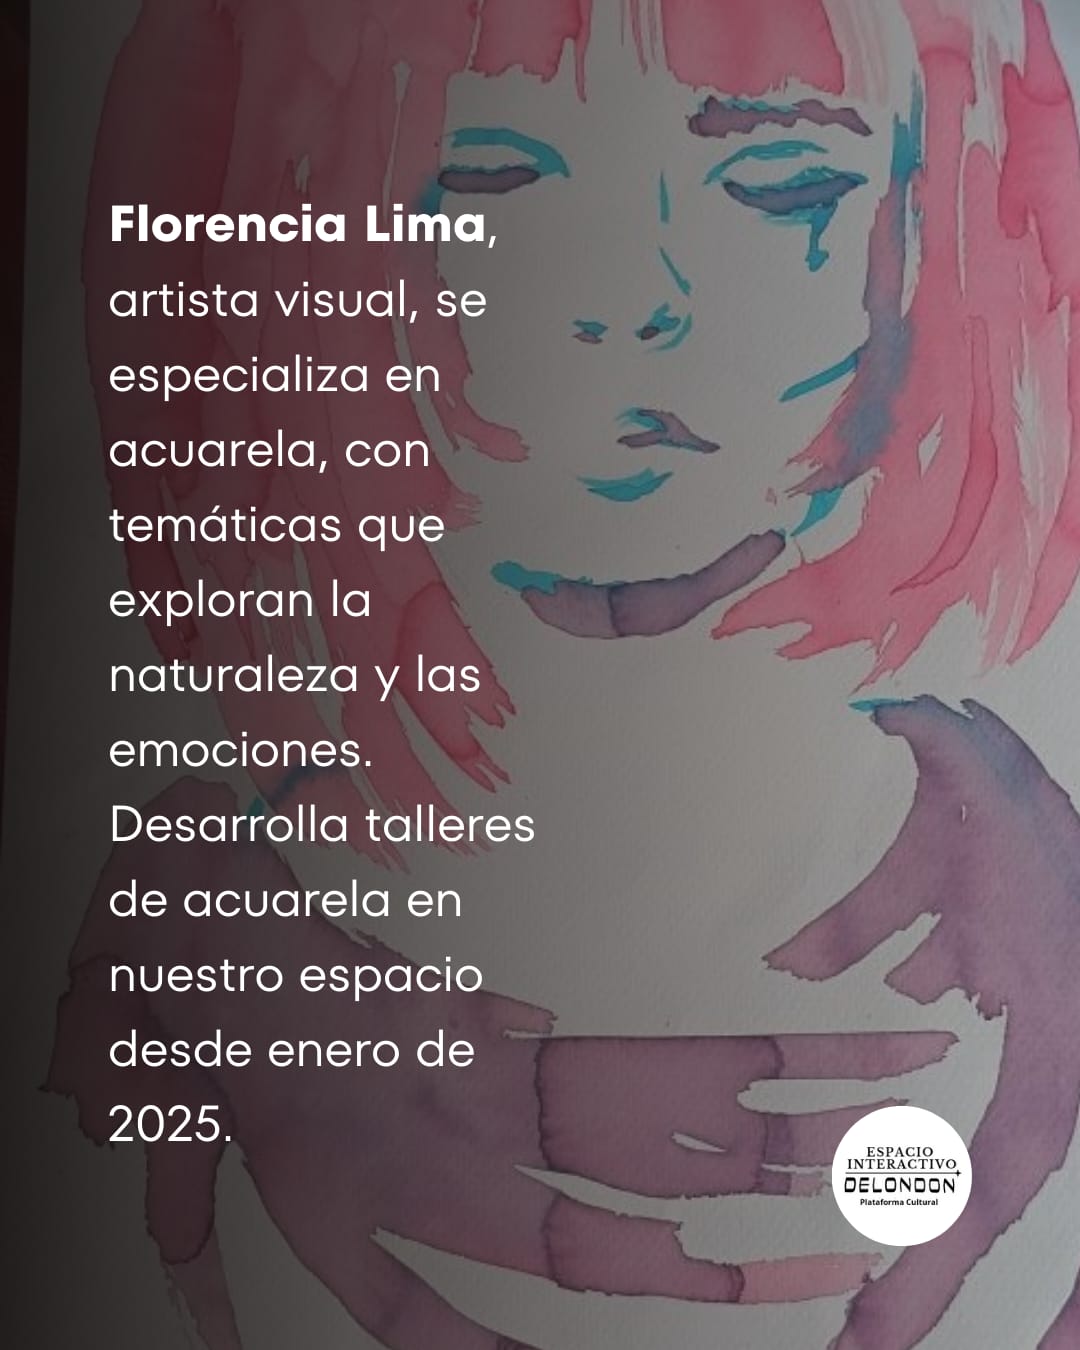 Florencia Lima,
artista visual, se
especializa en
acuarela, con
temáticas que
exploran la
naturaleza y las
emociones.
Desarrolla talleres
de acuarela en
nuestro espacio
desde enero de
2025.
ESPACIO
INTERACTIVO
DELONDON
Plataforma Cultural